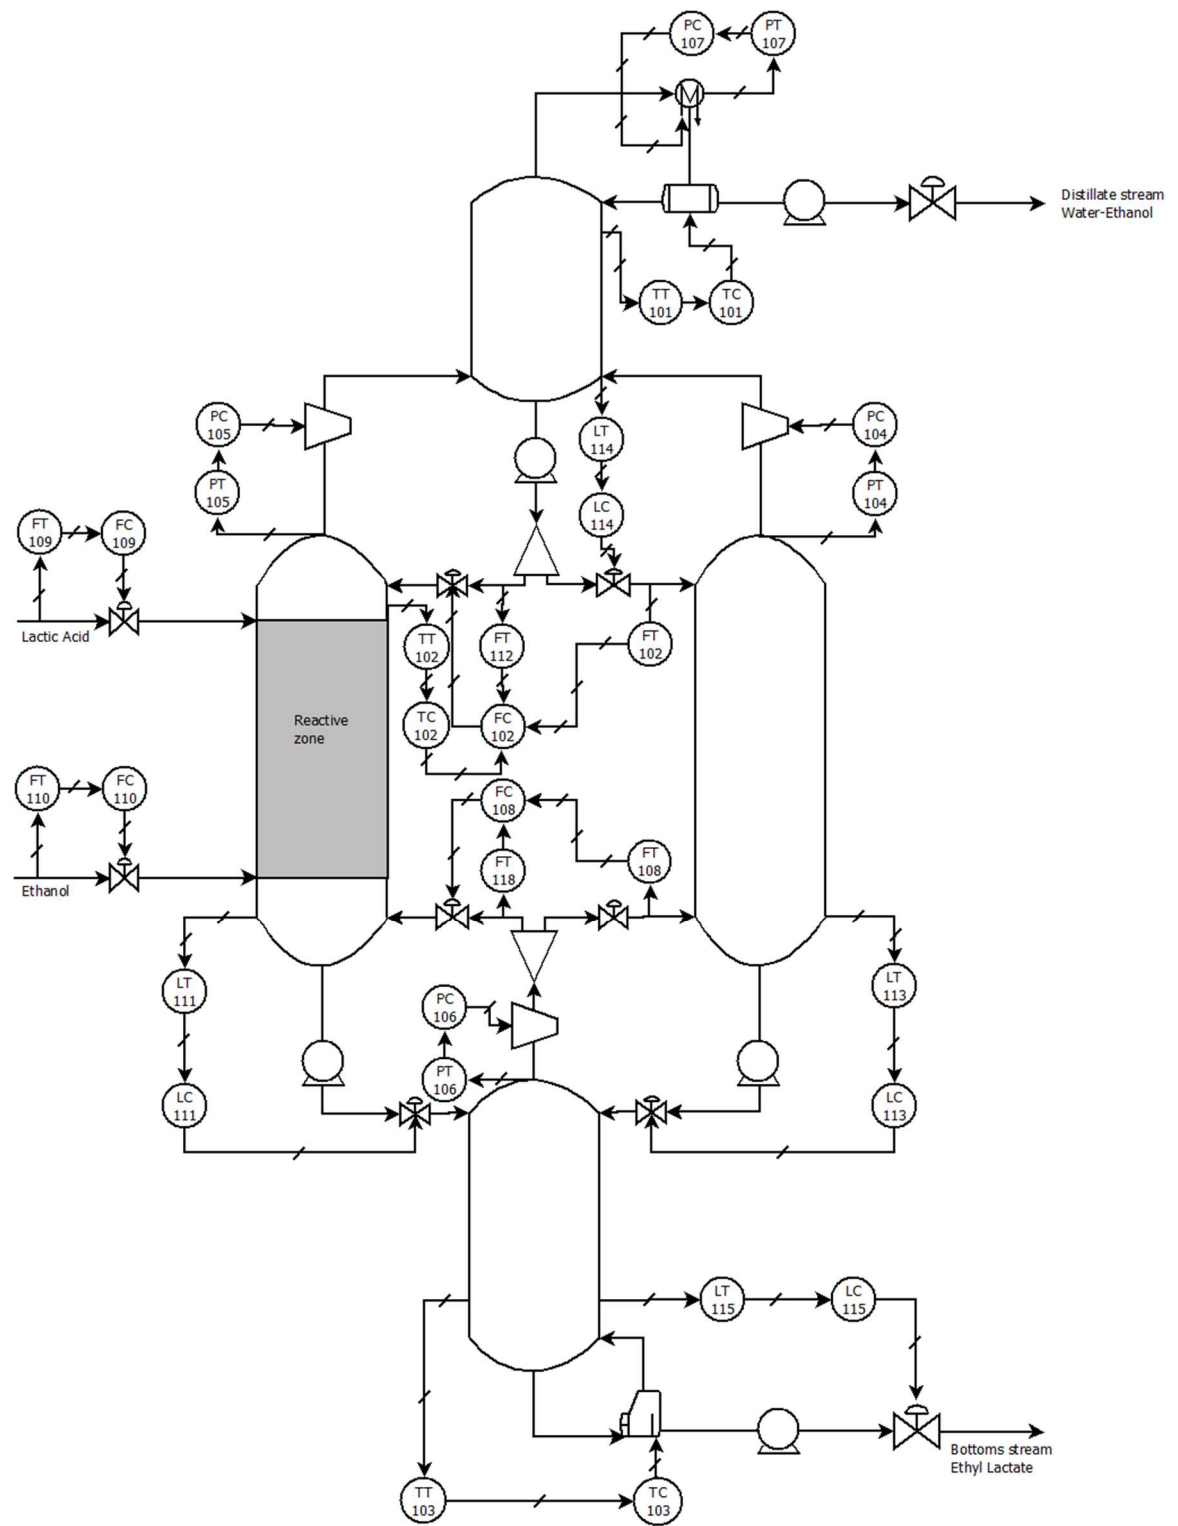 PC
107
PT
107
Distillate stream
Water-Ethanol
TT
101
TC
101
PC
105
LT
114
PC
104
PT
105
PT
104
LC
114
FT
109
FC
109
Lactic Acid
TT
102
FT
112
FT
102
Reactive
zone
TC
102
FC
102
FT
110
FC
110
FC
108
FT
118
FT
108
Ethanol
LT
111
LT
113
PC
106
PT
106
LC
111
LC
113
LT
115
LC
115
Bottoms stream
Ethyl Lactate
TT
103
TC
103